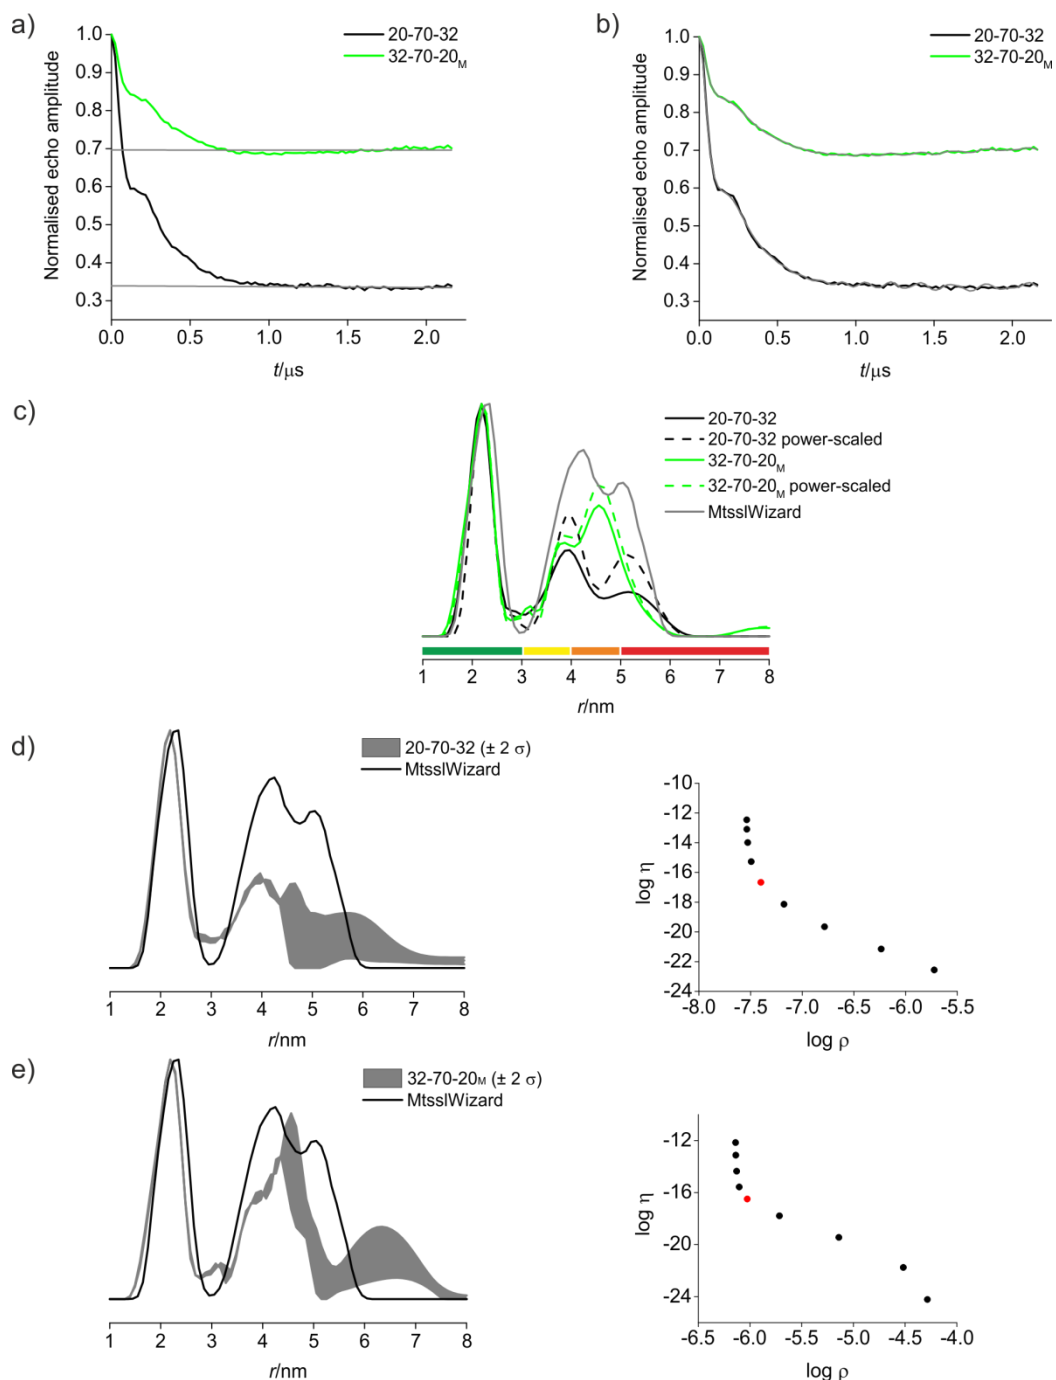 a)
Normalised echo amplitude
1.0
0.9
0.8
0.7
0.6
0.5
0.4
0.3
0.0 0.5 1.0 1.5 2.0
t/μs
20-70-32
32-70-20M
b)
Normalised echo amplitude
1.0
0.9
0.8
0.7
0.6
0.5
0.4
0.3
0.0 0.5 1.0 1.5 2.0
t/μs
20-70-32
32-70-20M
c)
20-70-32
20-70-32 power-scaled
32-70-20M
32-70-20M power-scaled
MtsslWizard
1 2 3 4 5 6 7 8
r/nm
d)
20-70-32 (± 2 σ)
MtsslWizard
1 2 3 4 5 6 7 8
r/nm
log η
-10
-12
-14
-16
-18
-20
-22
-24
-8.0 -7.5 -7.0 -6.5 -6.0 -5.5
log ρ
e)
32-70-20M (± 2 σ)
MtsslWizard
1 2 3 4 5 6 7 8
r/nm
log η
-12
-16
-20
-24
-6.5 -6.0 -5.5 -5.0 -4.5 -4.0
log ρ